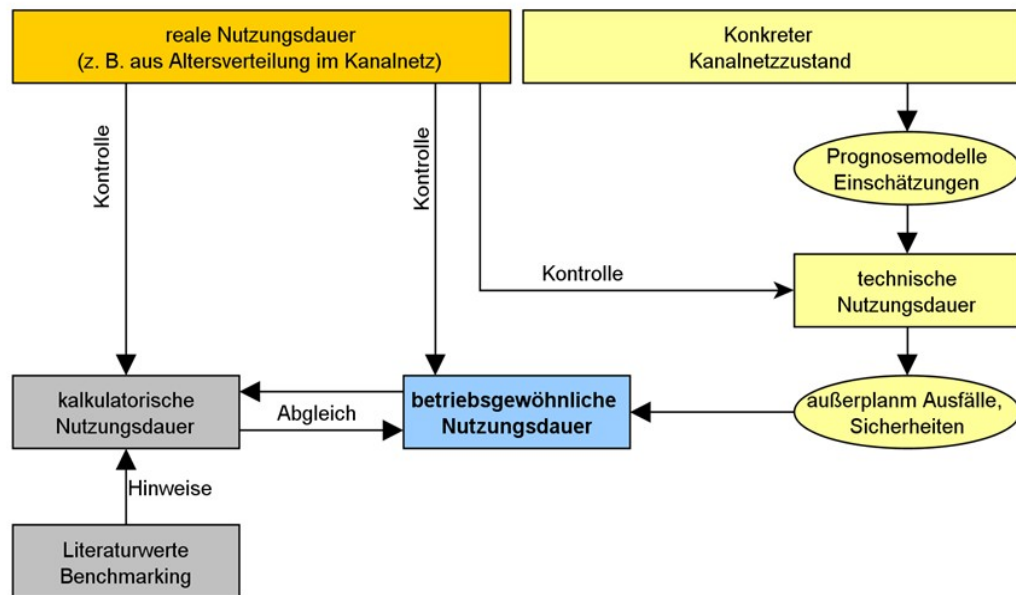 reale Nutzungsdauer
(z. B. aus Altersverteilung im Kanalnetz)
Konkreter
Kanalnetzzustand
Kontrolle
Kontrolle
Prognosemodelle
Einschätzungen
Kontrolle
technische
Nutzungsdauer
kalkulatorische
Nutzungsdauer
Abgleich
betriebsgewöhnliche
Nutzungsdauer
außerplanm Ausfälle,
Sicherheiten
Hinweise
Literaturwerte
Benchmarking